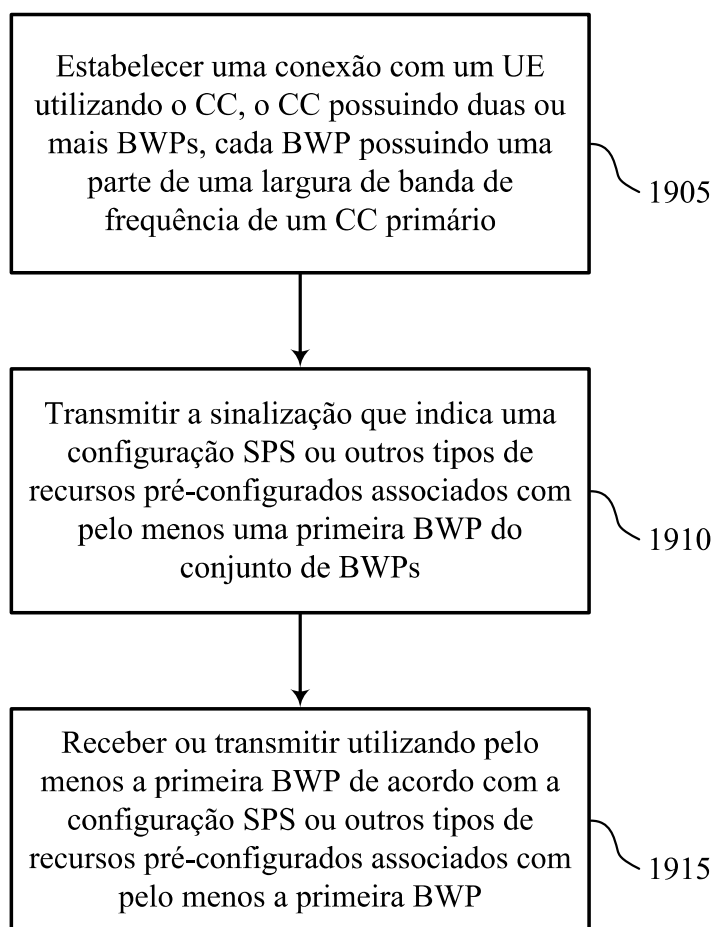 Estabelecer uma conexão com um UE
utilizando o CC, o CC possuindo duas ou
mais BWPs, cada BWP possuindo uma
parte de uma largura de banda de
frequência de um CC primário
1905
Transmitir a sinalização que indica uma
configuração SPS ou outros tipos de
recursos pré-configurados associados com
pelo menos uma primeira BWP do
conjunto de BWPs
1910
Receber ou transmitir utilizando pelo
menos a primeira BWP de acordo com a
configuração SPS ou outros tipos de
recursos pré-configurados associados com
pelo menos a primeira BWP
1915